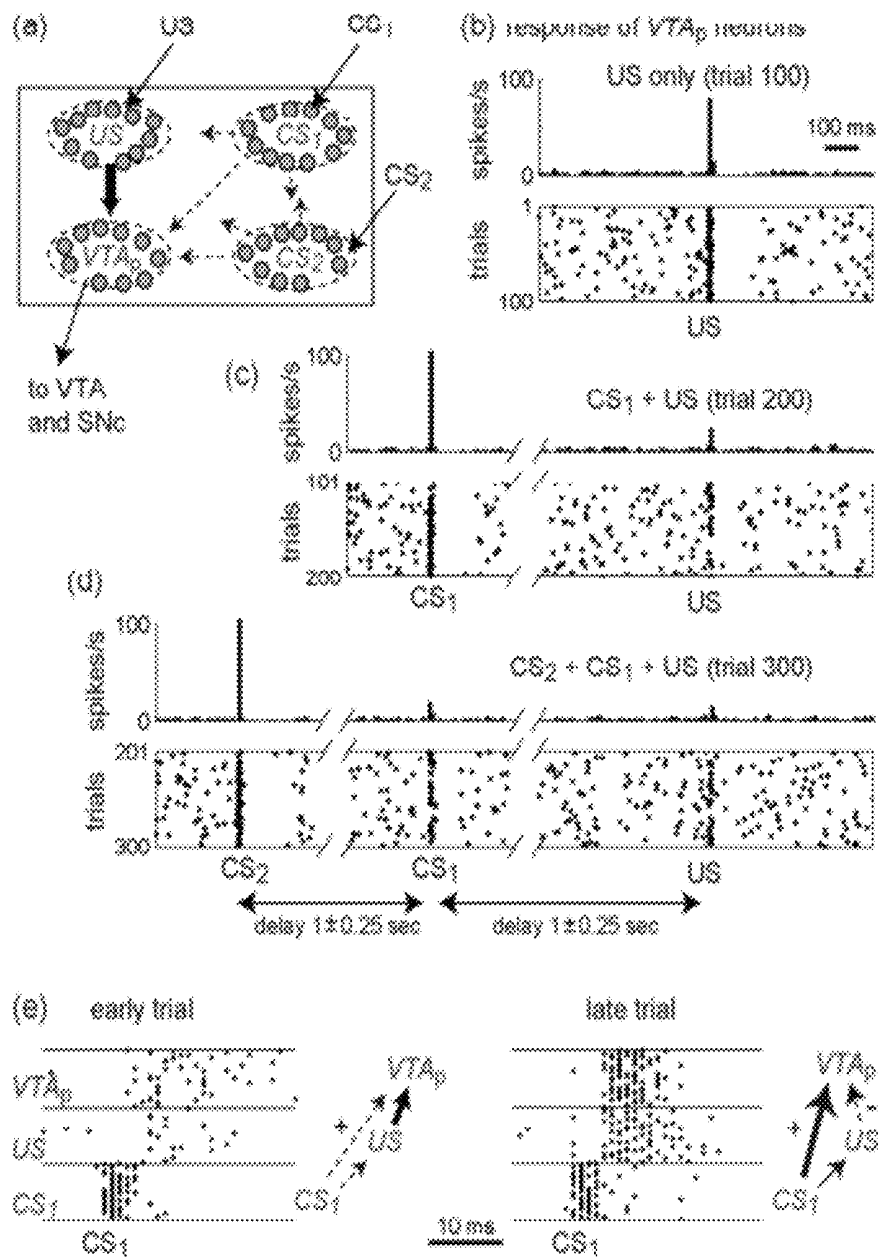 (a)
US
CS1
US
CS1
CS2
VTAp
CS2
to VTA
and SNc
(b) response of VTAp neurons
US only (trial 100)
100
spikes/s
0
100 ms
1
trials
100
US
(c)
100
spikes/s
0
CS1 + US (trial 200)
101
trials
200
CS1
US
(d)
100
spikes/s
0
CS2 + CS1 + US (trial 300)
201
trials
300
CS2
CS1
US
delay 1±0.25 sec
delay 1±0.25 sec
(e)
early trial
VTAp
US
CS1
CS1
VTAp
+
US
CS1
10 ms
late trial
CS1
VTAp
+
US
CS1